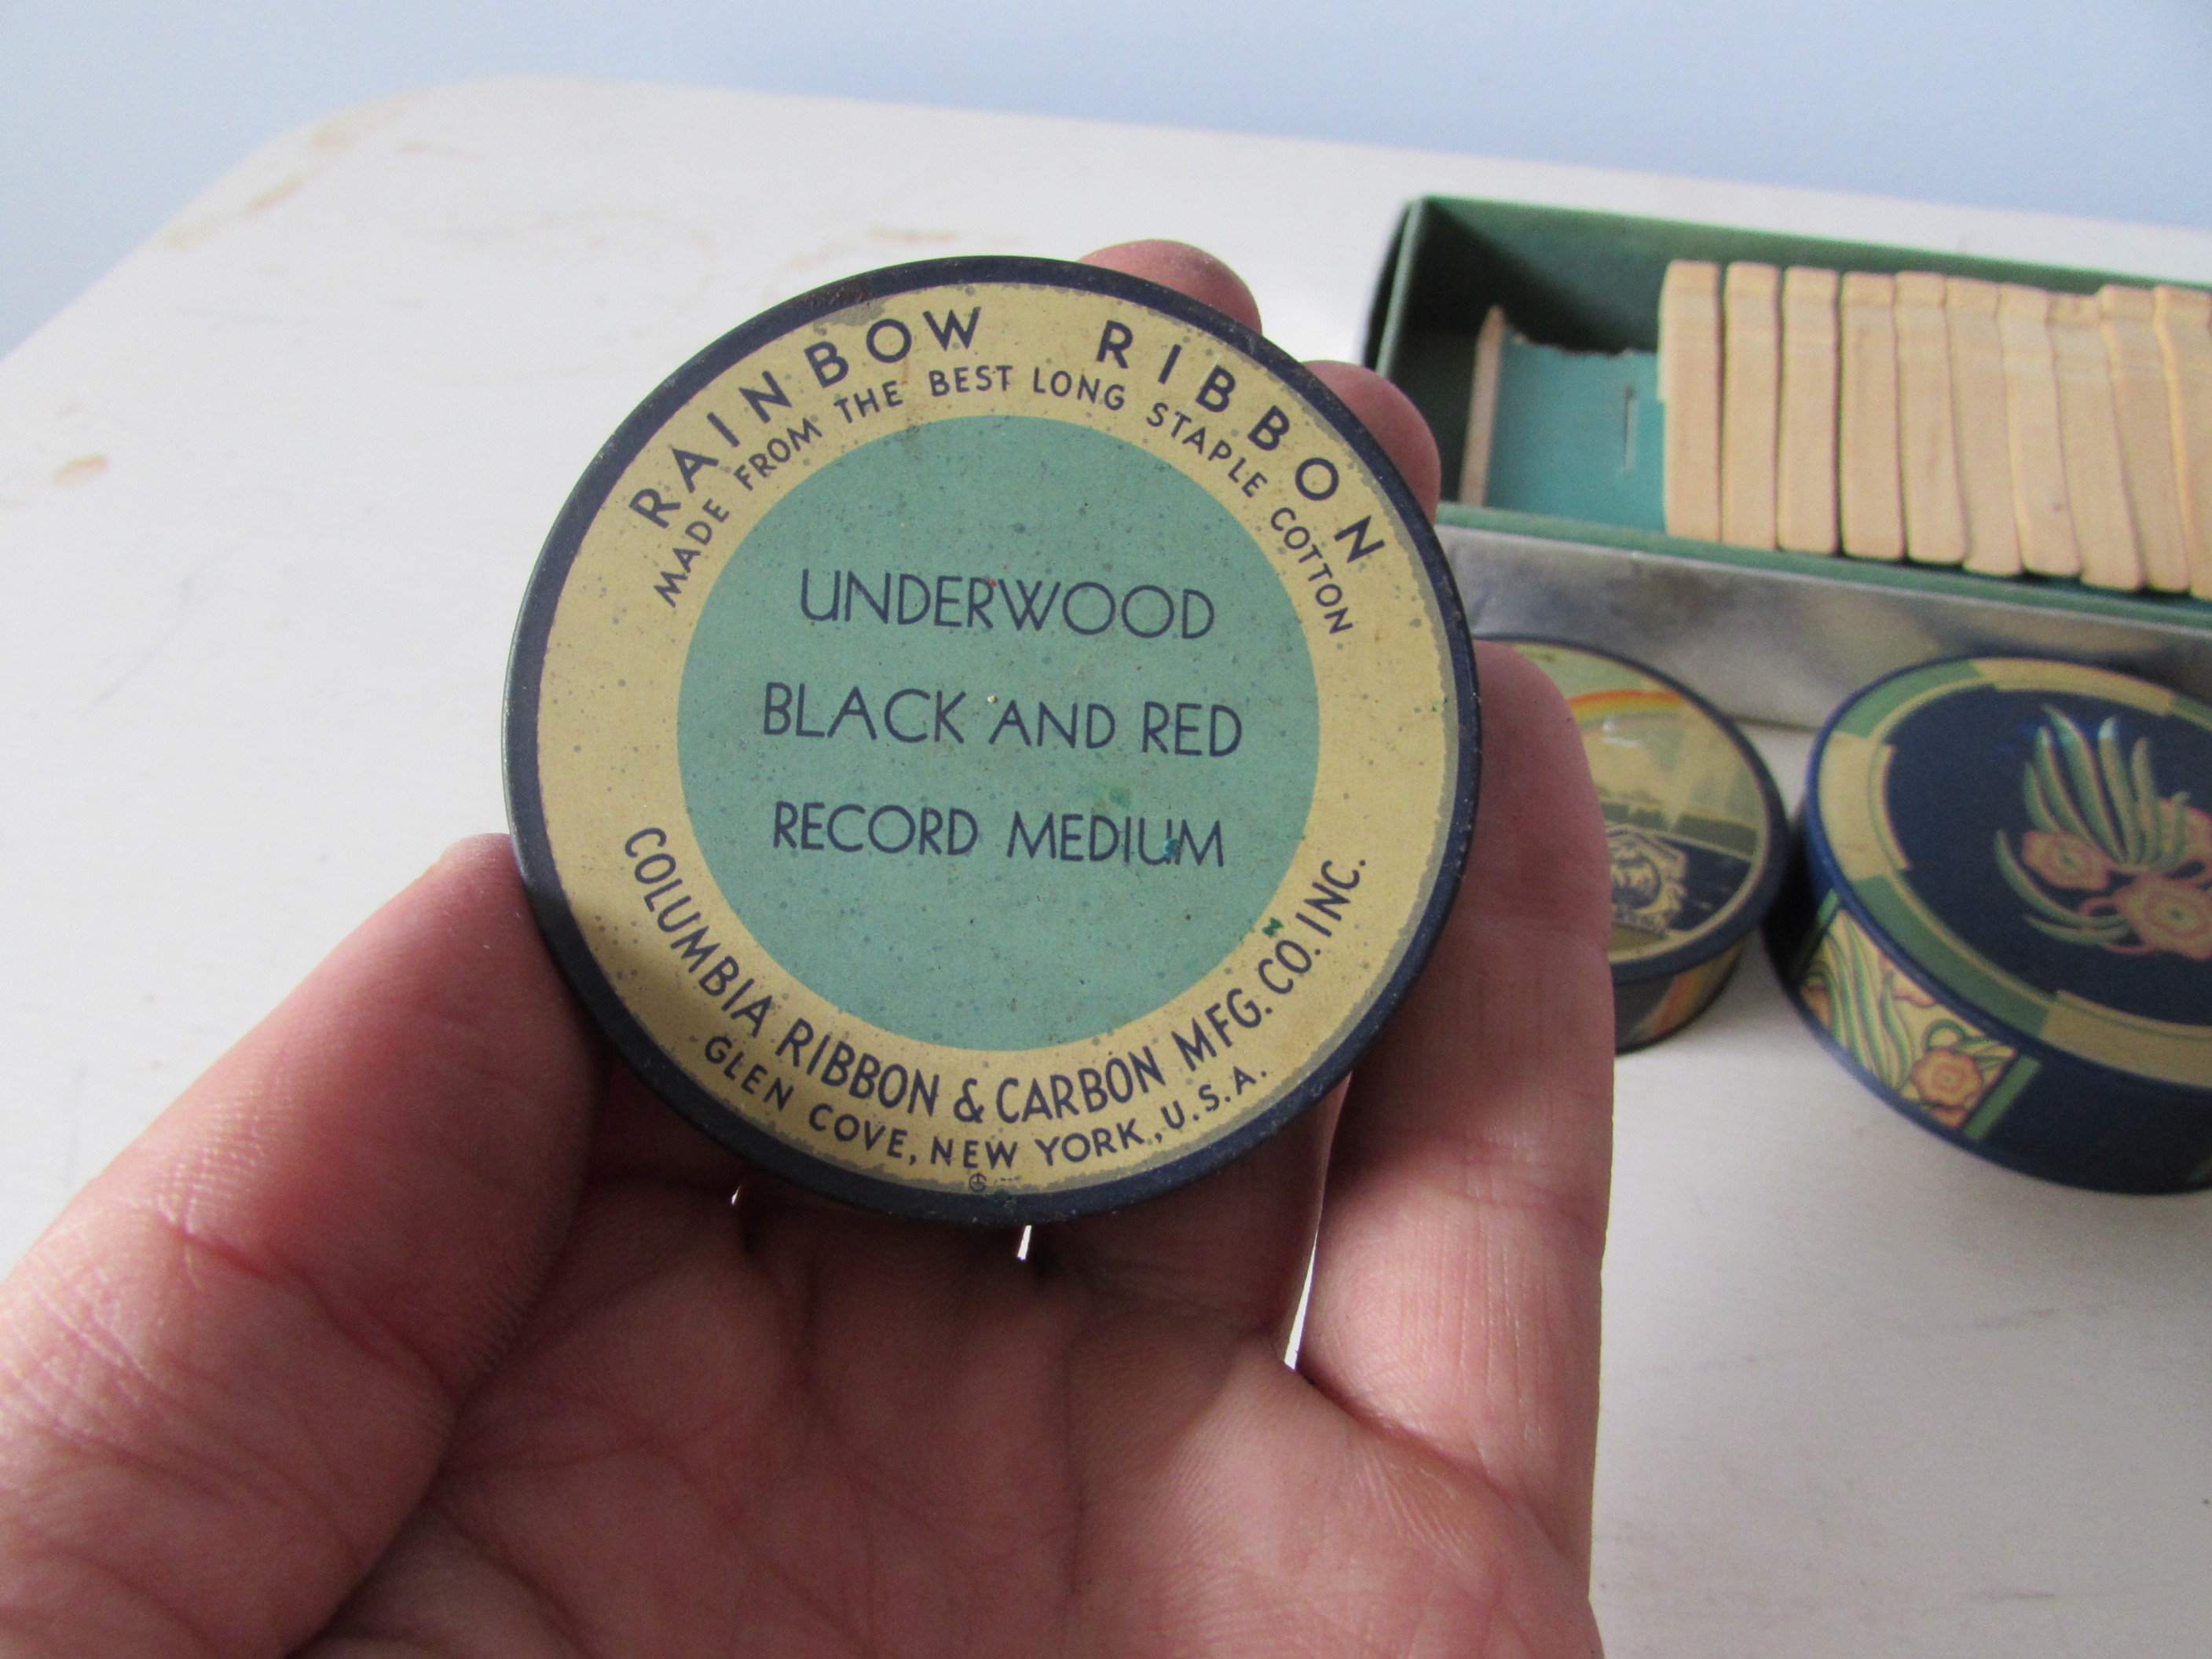 RAINBOW RIBBON
MADE FROM THE BEST LONG STAPLE COTTON
UNDERWOOD
BLACK AND RED
RECORD MEDIUM
COLUMBIA RIBBON & CARBON MFG. CO. INC.
GLEN COVE, NEW YORK, U.S.A.